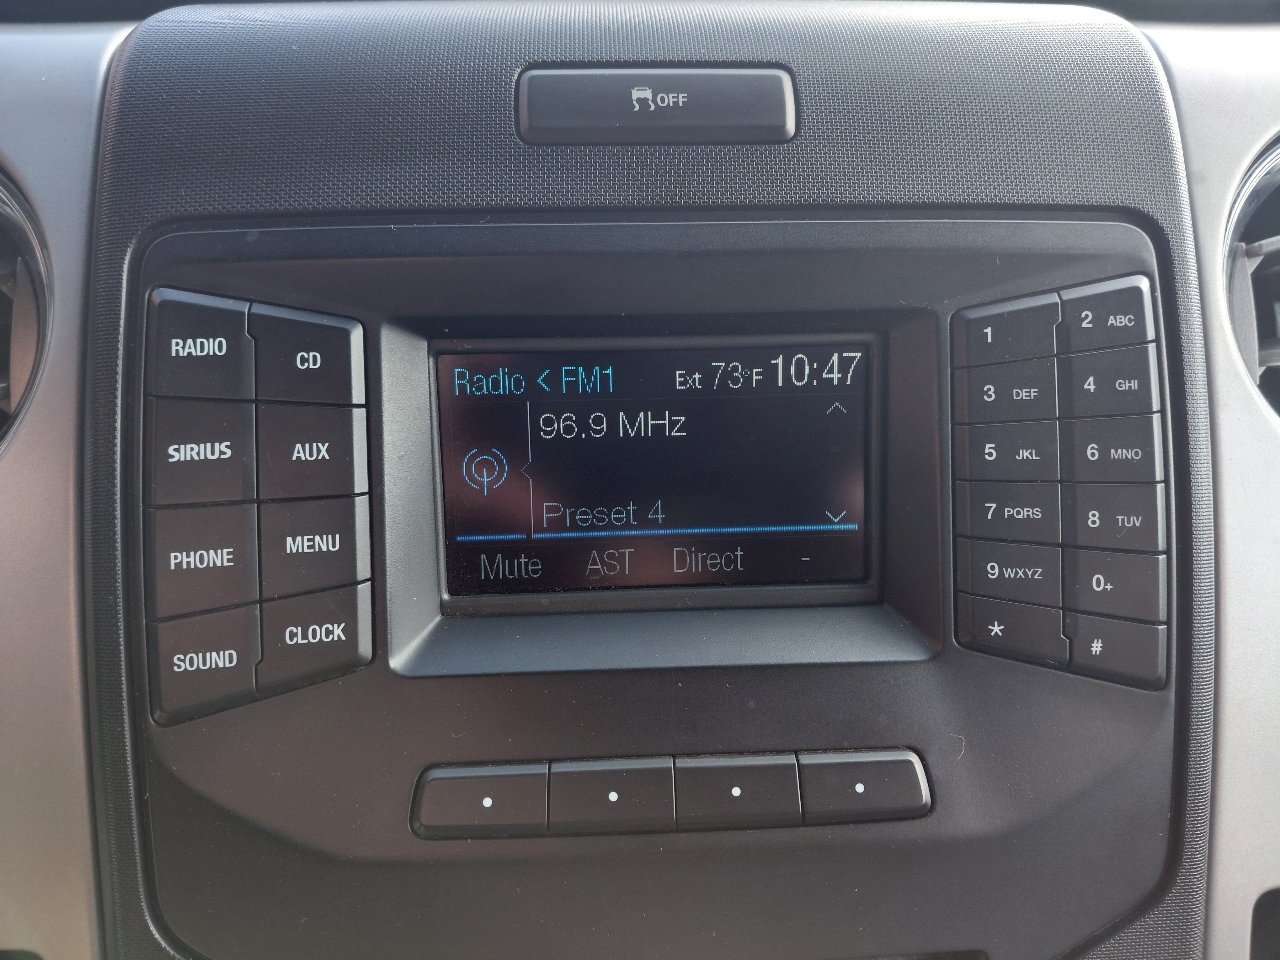 OFF
RADIO
CD
SIRIUS
AUX
PHONE
MENU
SOUND
CLOCK
Radio < FM1 Ext 73°F 10:47
96.9 MHz
Preset 4
Mute AST Direct -
1
2 ABC
3 DEF
4 GHI
5 JKL
6 MNO
7 PQRS
8 TUV
9 WXYZ
0+
*
#